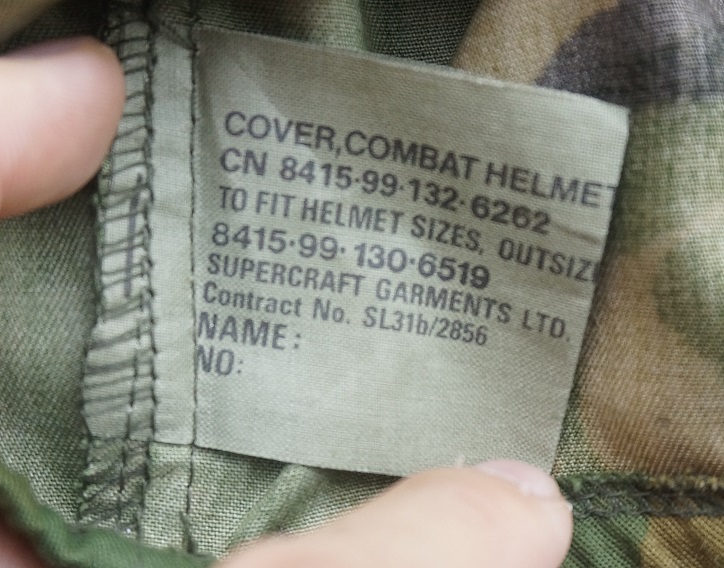 COVER,COMBAT HELMET
CN 8415·99·132·6262
TO FIT HELMET SIZES, OUTSIZ
8415·99·130·6519
SUPERCRAFT GARMENTS LTD.
Contract No. SL31b/2856
NAME:
NO: